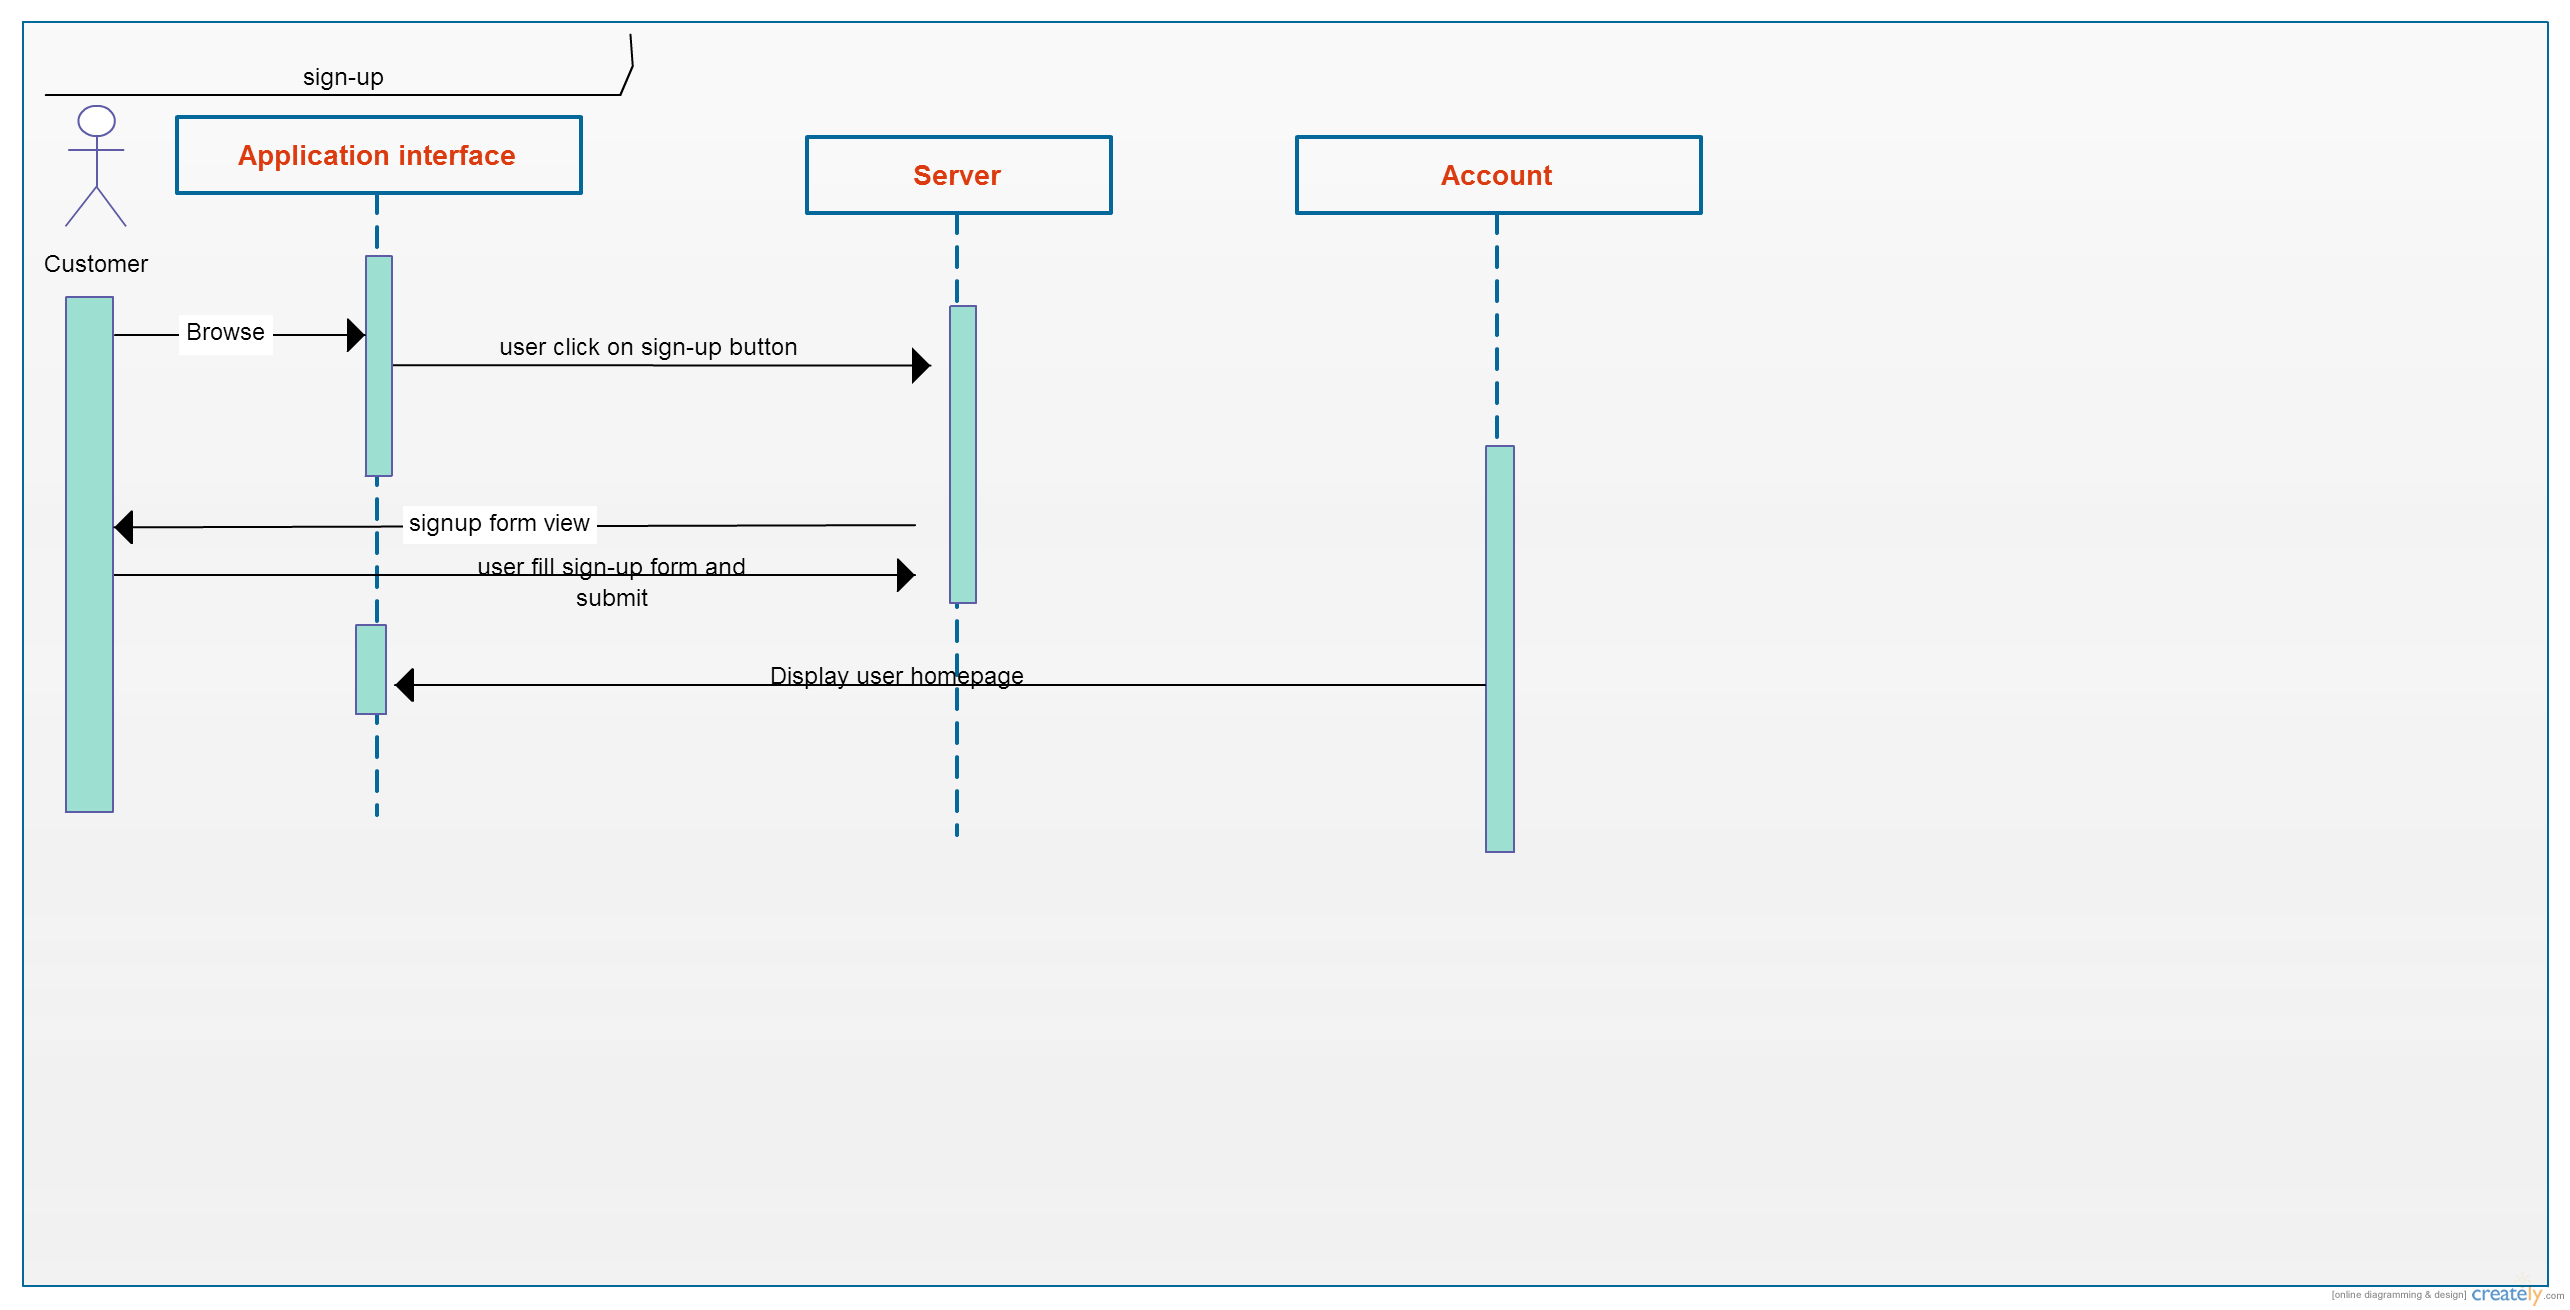 sign-up
Application interface
Server
Account
Customer
Browse
user click on sign-up button
signup form view
user fill sign-up form and
submit
Display user homepage
[online diagramming & design] creately.com